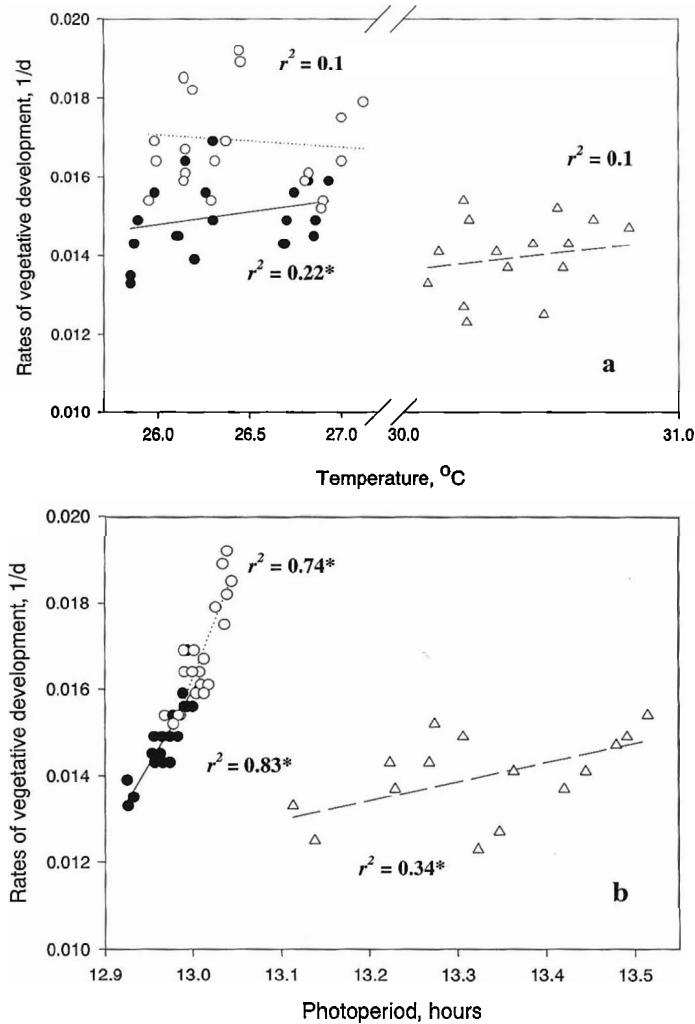 0.020
0.018
0.016
0.014
0.012
0.010
Rates of vegetative development, 1/d
r² = 0.1
r² = 0.1
r² = 0.22*
a
26.0 26.5 27.0 30.0 31.0
Temperature, °C
0.020
0.018
0.016
0.014
0.012
0.010
Rates of vegetative development, 1/d
r² = 0.74*
r² = 0.83*
r² = 0.34*
b
12.9 13.0 13.1 13.2 13.3 13.4 13.5
Photoperiod, hours